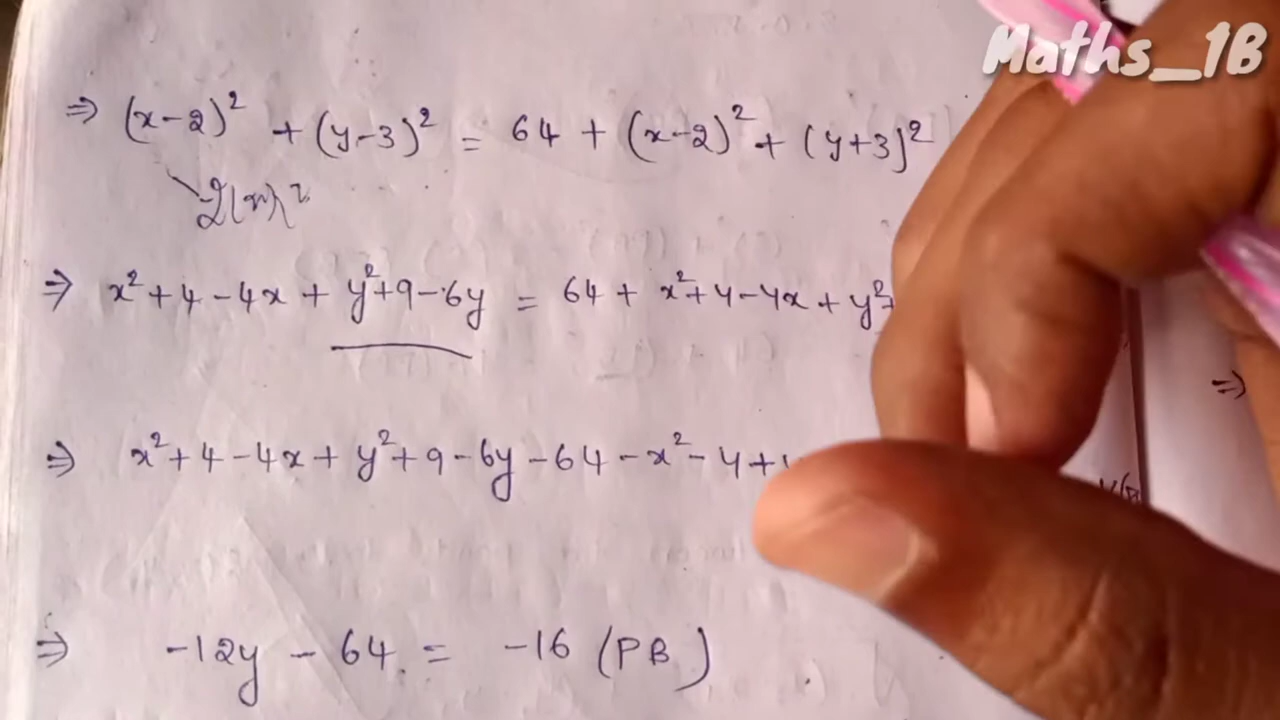 Maths_1B
⇒ (x-2)² + (y-3)² = 64 + (x-2)² + (y+3)²
⇒ x²+4-4x + y²+9-6y = 64 + x²+4-4x + y²+
⇒ x²+4-4x + y²+9-6y-64-x²-4+
⇒
⇒ -12y - 64 = -16 (PB)